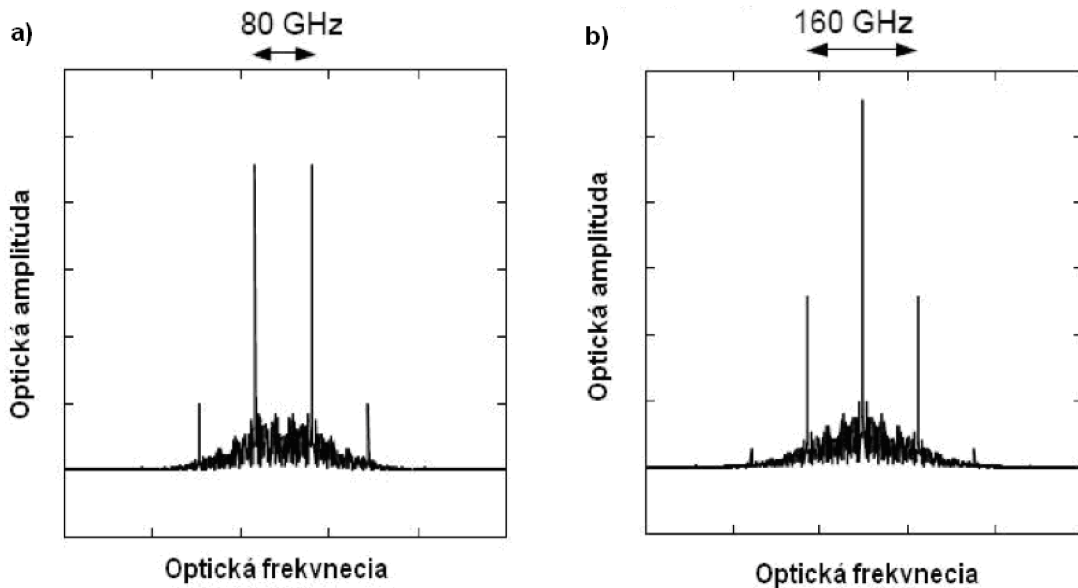 a)
80 GHz
Optická amplitúda
Optická frekvnecia
b)
160 GHz
Optická amplitúda
Optická frekvnecia